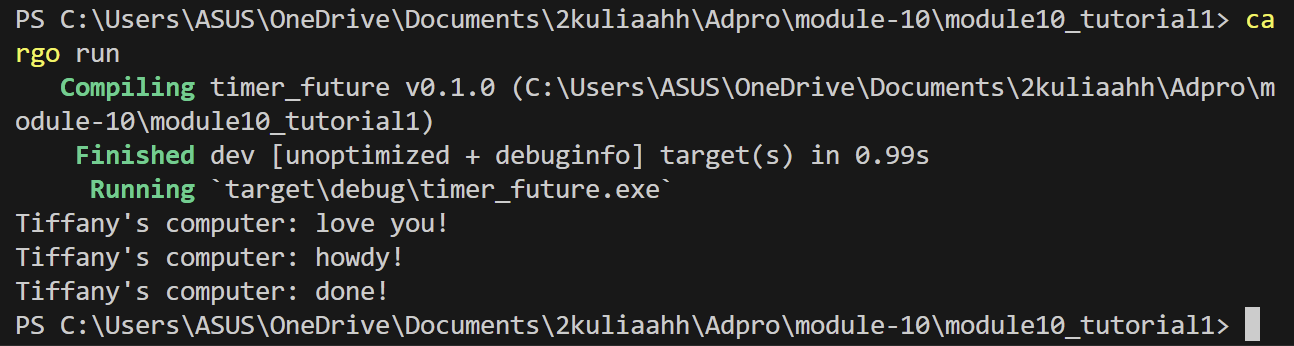 PS C:\Users\ASUS\OneDrive\Documents\2kuliaahh\Adpro\module-10\module10_tutorial1> ca
rgo run
   Compiling timer_future v0.1.0 (C:\Users\ASUS\OneDrive\Documents\2kuliaahh\Adpro\m
odule-10\module10_tutorial1)
    Finished dev [unoptimized + debuginfo] target(s) in 0.99s
     Running `target\debug\timer_future.exe`
Tiffany's computer: love you!
Tiffany's computer: howdy!
Tiffany's computer: done!
PS C:\Users\ASUS\OneDrive\Documents\2kuliaahh\Adpro\module-10\module10_tutorial1>